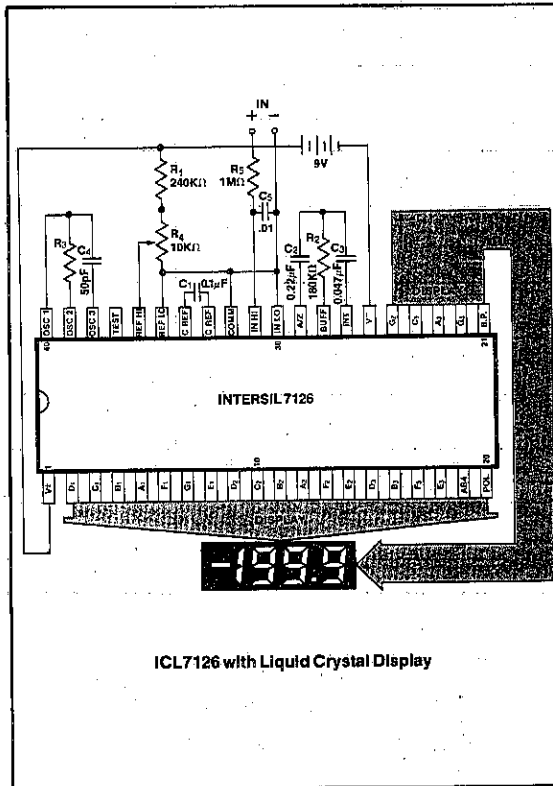 IN
+ −
R1
240KΩ
R5
1MΩ
9V
C5
.01
R4
10KΩ
R3
C4
50pF
C1 0.1μF
C2
0.22μF
R2
180KΩ
C3
0.047μF
DISPLAY
OSC 1
OSC 2
OSC 3
TEST
REF HI
REF LO
C REF
C REF
COMM
IN HI
IN LO
A/Z
BUFF
INT
V−
G2
C3
A3
G3
B.P.
40
30
21
INTERSIL 7126
1
10
20
V+
D1
C1
B1
A1
F1
G1
E1
D2
C2
B2
A2
F2
E2
D3
B3
F3
E3
AB4
POL
DISPLAY
-1999
ICL7126 with Liquid Crystal Display